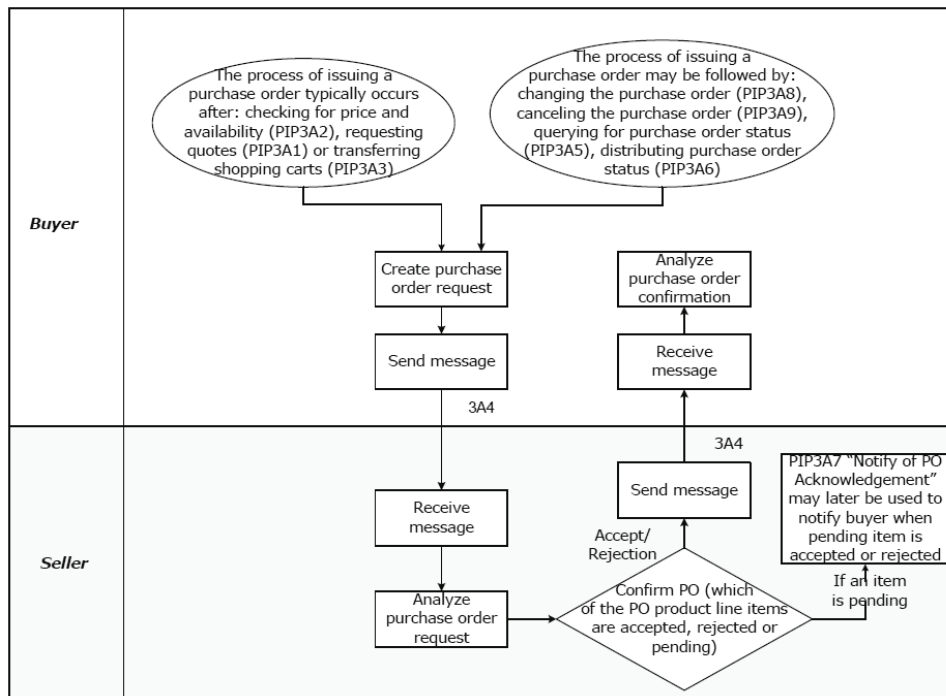 The process of issuing a
purchase order typically occurs
after: checking for price and
availability (PIP3A2), requesting
quotes (PIP3A1) or transferring
shopping carts (PIP3A3)
The process of issuing a
purchase order may be followed by:
changing the purchase order (PIP3A8),
canceling the purchase order (PIP3A9),
querying for purchase order status
(PIP3A5), distributing purchase order
status (PIP3A6)
Buyer
Create purchase
order request
Analyze
purchase order
confirmation
Send message
Receive
message
3A4
3A4
Receive
message
Send message
PIP3A7 “Notify of PO
Acknowledgement”
may later be used to
notify buyer when
pending item is
accepted or rejected
Accept/
Rejection
Seller
If an item
is pending
Analyze
purchase order
request
Confirm PO (which
of the PO product line items
are accepted, rejected or
pending)